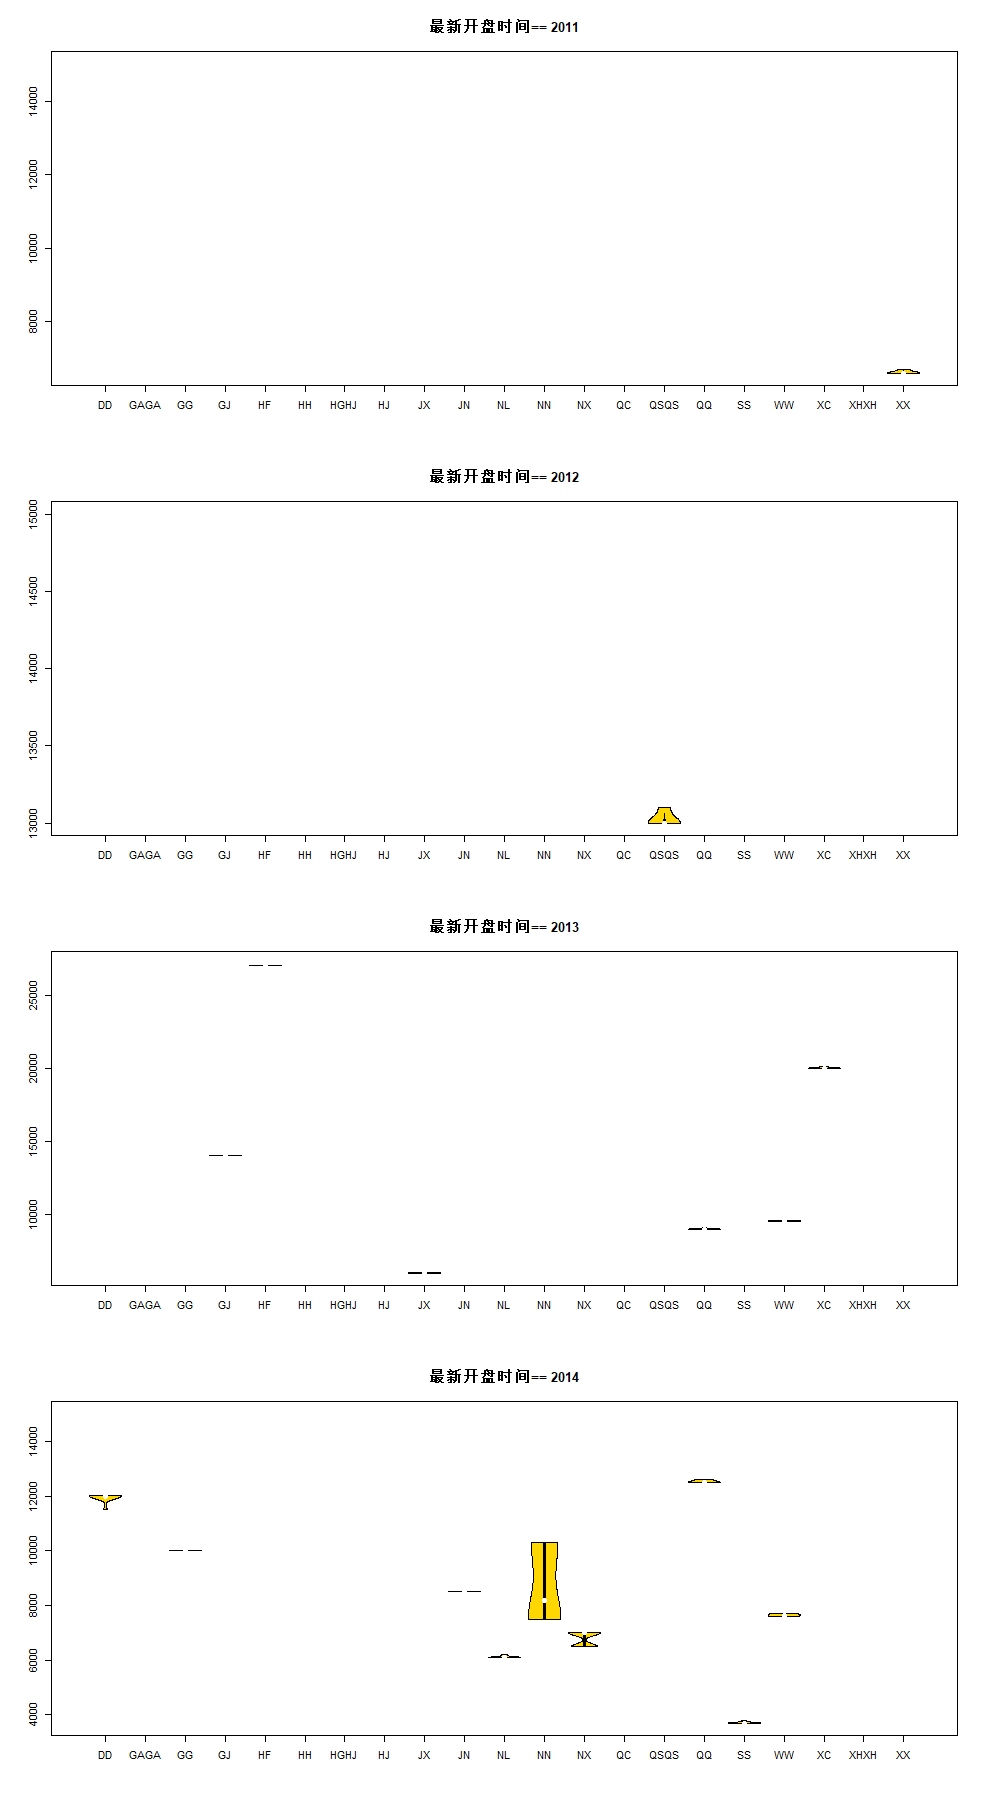 最新开盘时间== 2011
14000
12000
10000
8000
DD GAGA GG GJ HF HH HGHJ HJ JX JN NL NN NX QC QSQS QQ SS WW XC XHXH XX
最新开盘时间== 2012
15000
14500
14000
13500
13000
DD GAGA GG GJ HF HH HGHJ HJ JX JN NL NN NX QC QSQS QQ SS WW XC XHXH XX
最新开盘时间== 2013
25000
20000
15000
10000
DD GAGA GG GJ HF HH HGHJ HJ JX JN NL NN NX QC QSQS QQ SS WW XC XHXH XX
最新开盘时间== 2014
14000
12000
10000
8000
6000
4000
DD GAGA GG GJ HF HH HGHJ HJ JX JN NL NN NX QC QSQS QQ SS WW XC XHXH XX